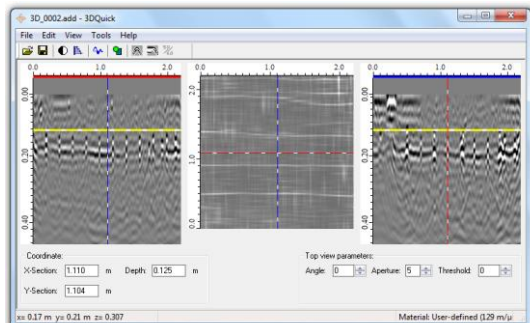 3D_0002.add - 3DQuick
File Edit View Tools Help
0.0 1.0 2.0
0.0 1.0 2.0
0.0 1.0 2.0
0.00
0.20
0.40
2.0
1.0
0.0
0.00
0.20
0.40
Coordinate:
X-Section: 1.110 m Depth: 0.125 m
Y-Section: 1.104 m
Top view parameters:
Angle: 0 Aperture: 5 Threshold: 0
x= 0.17 m y= 0.21 m z= 0.307
Material: User-defined (129 m/µ